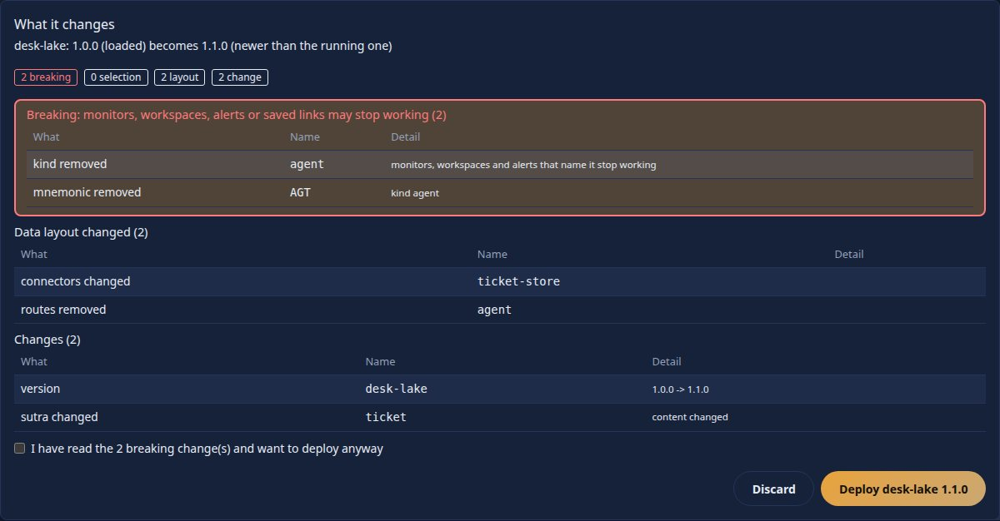 What it changes
desk-lake: 1.0.0 (loaded) becomes 1.1.0 (newer than the running one)
2 breaking 0 selection 2 layout 2 change
Breaking: monitors, workspaces, alerts or saved links may stop working (2)
What Name Detail
kind removed agent monitors, workspaces and alerts that name it stop working
mnemonic removed AGT kind agent
Data layout changed (2)
What Name Detail
connectors changed ticket-store
routes removed agent
Changes (2)
What Name Detail
version desk-lake 1.0.0 -> 1.1.0
sutra changed ticket content changed
I have read the 2 breaking change(s) and want to deploy anyway
Discard Deploy desk-lake 1.1.0